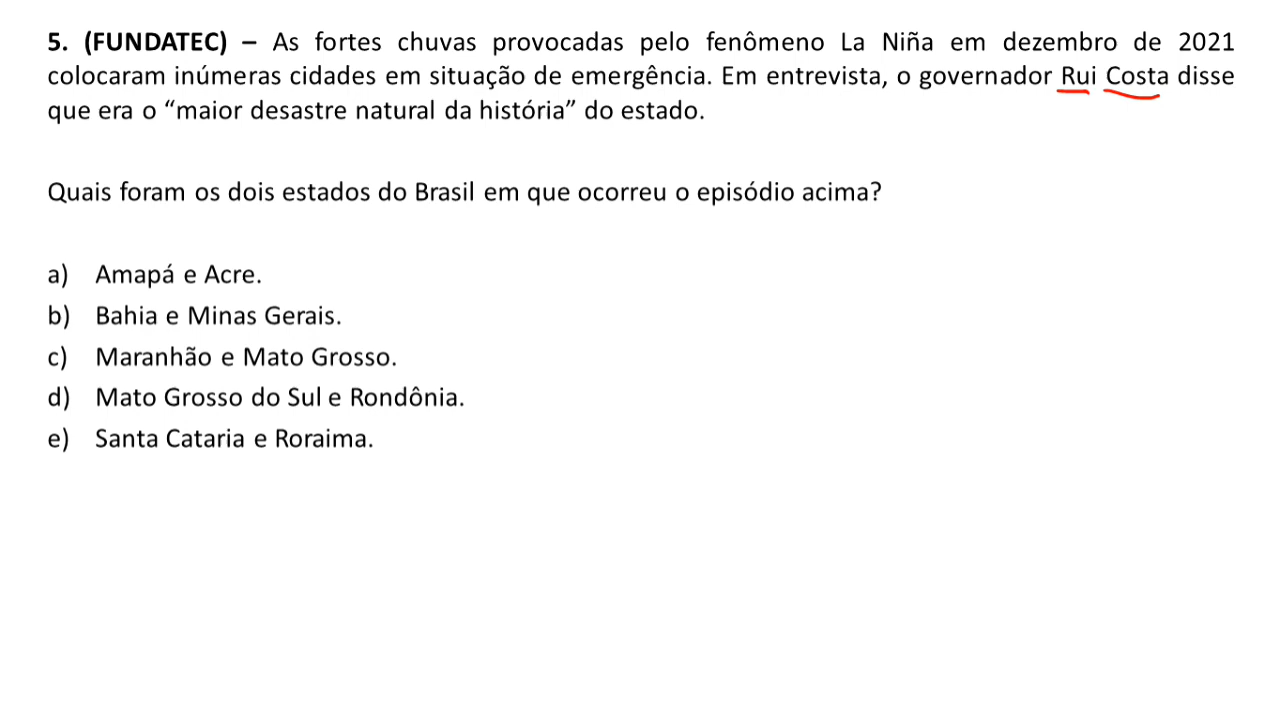 5. (FUNDATEC) – As fortes chuvas provocadas pelo fenômeno La Niña em dezembro de 2021
colocaram inúmeras cidades em situação de emergência. Em entrevista, o governador Rui Costa disse
que era o “maior desastre natural da história” do estado.
Quais foram os dois estados do Brasil em que ocorreu o episódio acima?
a) Amapá e Acre.
b) Bahia e Minas Gerais.
c) Maranhão e Mato Grosso.
d) Mato Grosso do Sul e Rondônia.
e) Santa Cataria e Roraima.